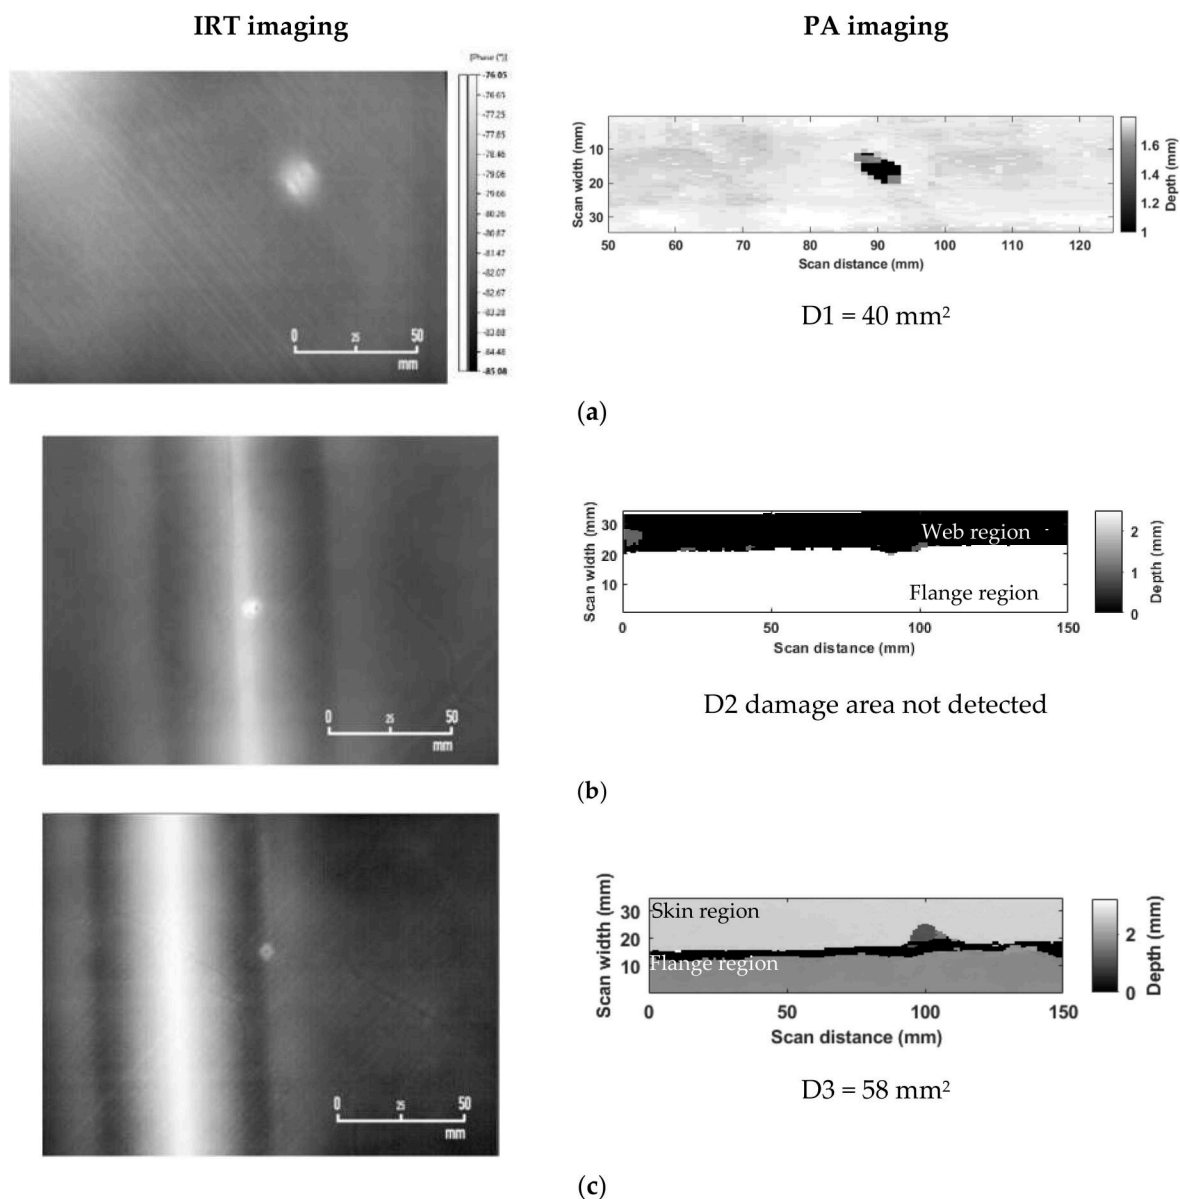 IRT imaging
PA imaging
[Phase (°)]
-76.05
-76.65
-77.25
-77.85
-78.46
-79.06
-79.66
-80.26
-80.87
-81.47
-82.07
-82.67
-83.28
-83.88
-84.48
-85.08
0 25 50
mm
Scan width (mm)
10
20
30
50 60 70 80 90 100 110 120
Scan distance (mm)
1.6
1.4
1.2
1
Depth (mm)
D1 = 40 mm²
(a)
0 25 50
mm
Scan width (mm)
30
20
10
Web region
Flange region
0 50 100 150
Scan distance (mm)
2
1
0
Depth (mm)
D2 damage area not detected
(b)
0 25 50
mm
Scan width (mm)
30
20
10
Skin region
Flange region
0 50 100 150
Scan distance (mm)
2
0
Depth (mm)
D3 = 58 mm²
(c)